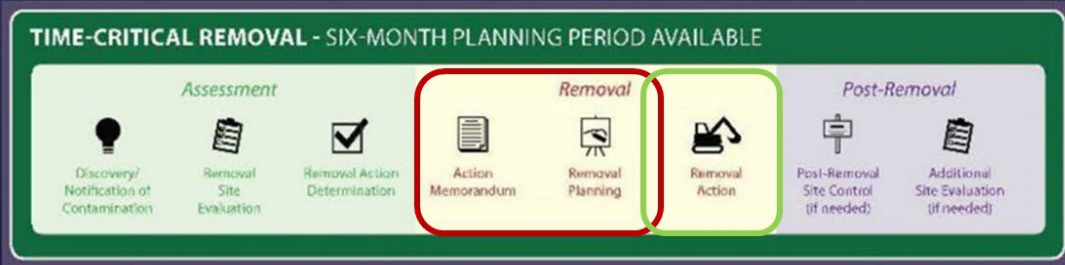 TIME-CRITICAL REMOVAL - SIX-MONTH PLANNING PERIOD AVAILABLE
Assessment
Discovery/
Notification of
Contamination
Removal
Site
Evaluation
Removal Action
Determination
Removal
Action
Memorandum
Removal
Planning
Removal
Action
Post-Removal
Post-Removal
Site Control
(if needed)
Additional
Site Evaluation
(if needed)